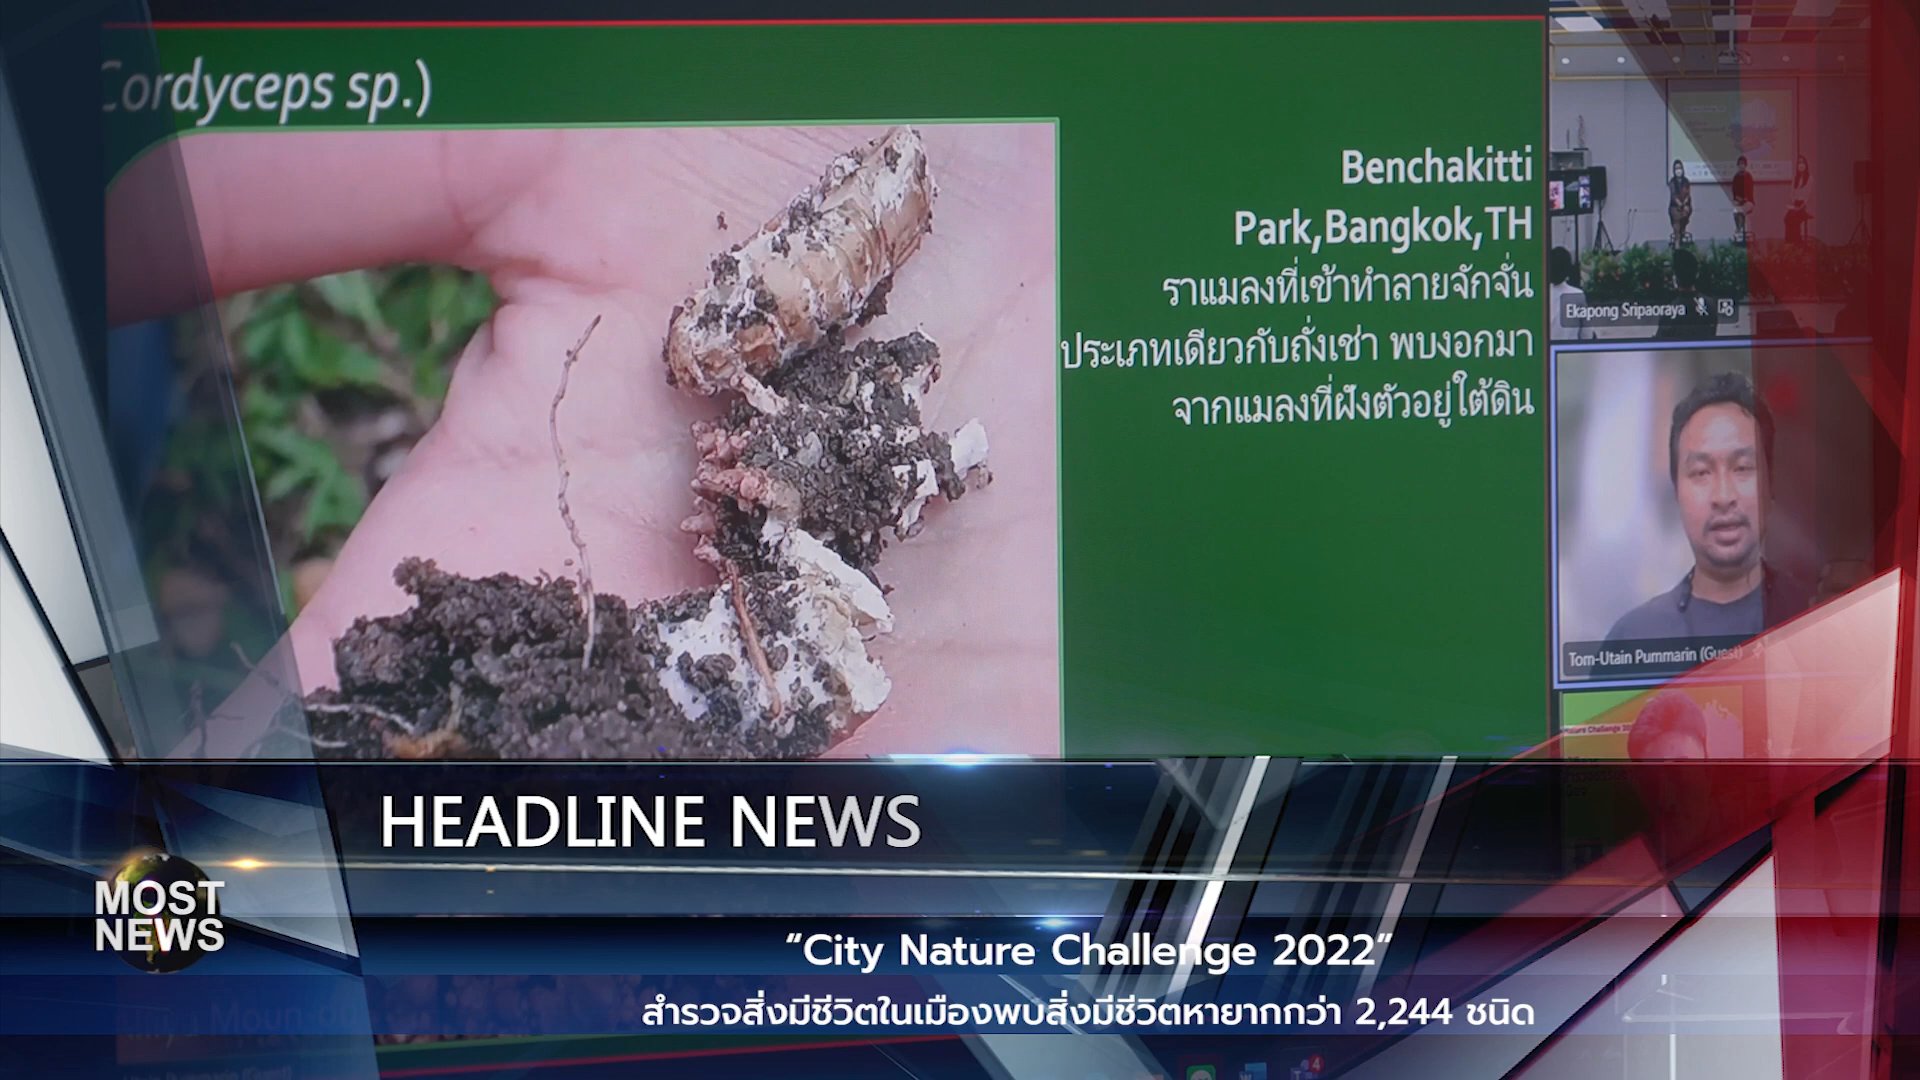 Cordyceps sp.)
Benchakitti
Park,Bangkok,TH
ราแมลงที่เข้าทำลายจักจั่น
ประเภทเดียวกับถั่งเช่า พบงอกมา
จากแมลงที่ฝังตัวอยู่ใต้ดิน
Ekapong Sripaoraya
Tom-Utain Pummarin (Guest)
HEADLINE NEWS
MOST
NEWS
“City Nature Challenge 2022”
สำรวจสิ่งมีชีวิตในเมืองพบสิ่งมีชีวิตหายากกว่า 2,244 ชนิด